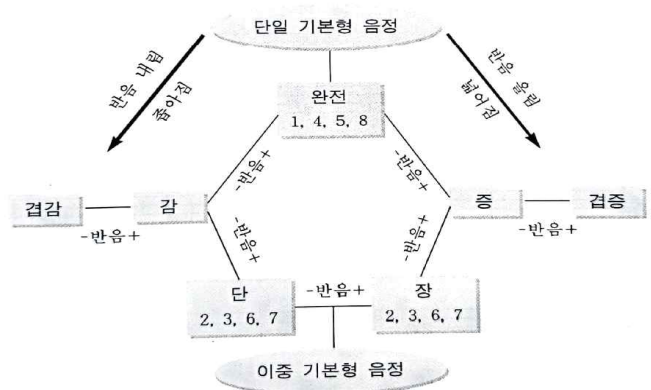 단일 기본형 음정
반음 내림
좁아짐
반음 올림
넓어짐
완전
1, 4, 5, 8
-반음+
-반음+
겹감
-반음+
감
증
-반음+
겹증
-반음+
-반음+
단
2, 3, 6, 7
-반음+
장
2, 3, 6, 7
이중 기본형 음정